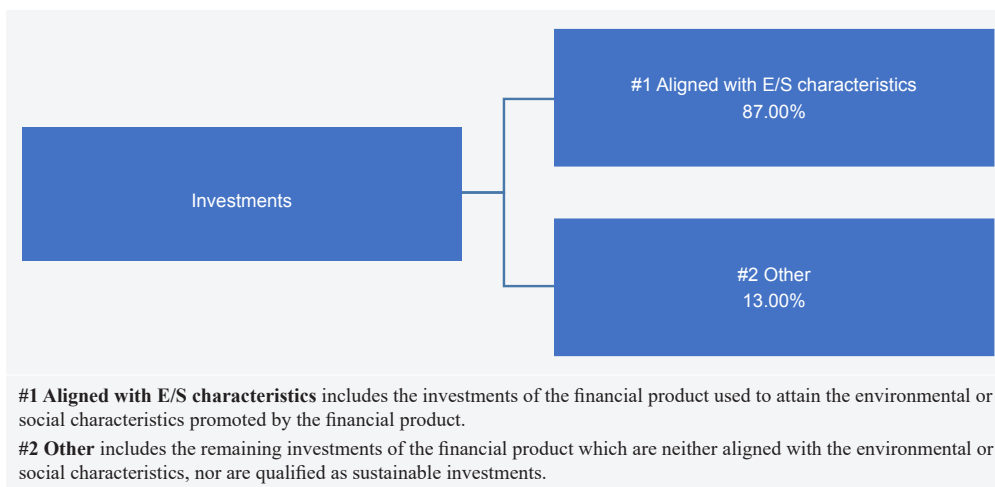 #1 Aligned with E/S characteristics
87.00%
Investments
#2 Other
13.00%
#1 Aligned with E/S characteristics includes the investments of the financial product used to attain the environmental or
social characteristics promoted by the financial product.
#2 Other includes the remaining investments of the financial product which are neither aligned with the environmental or
social characteristics, nor are qualified as sustainable investments.